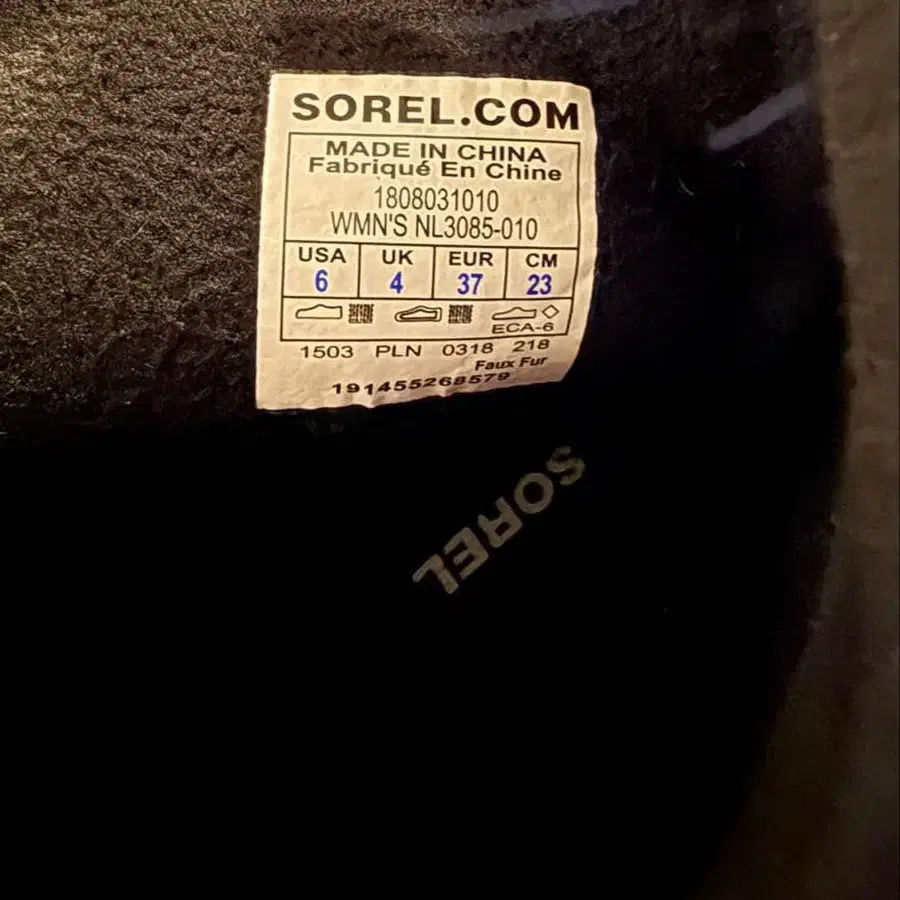 SOREL.COM
MADE IN CHINA
Fabriqué En Chine
1808031010
WMN'S NL3085-010
USA UK EUR CM
6 4 37 23
ECA-6
1503 PLN 0318 218
Faux Fur
191455268579
SOREL